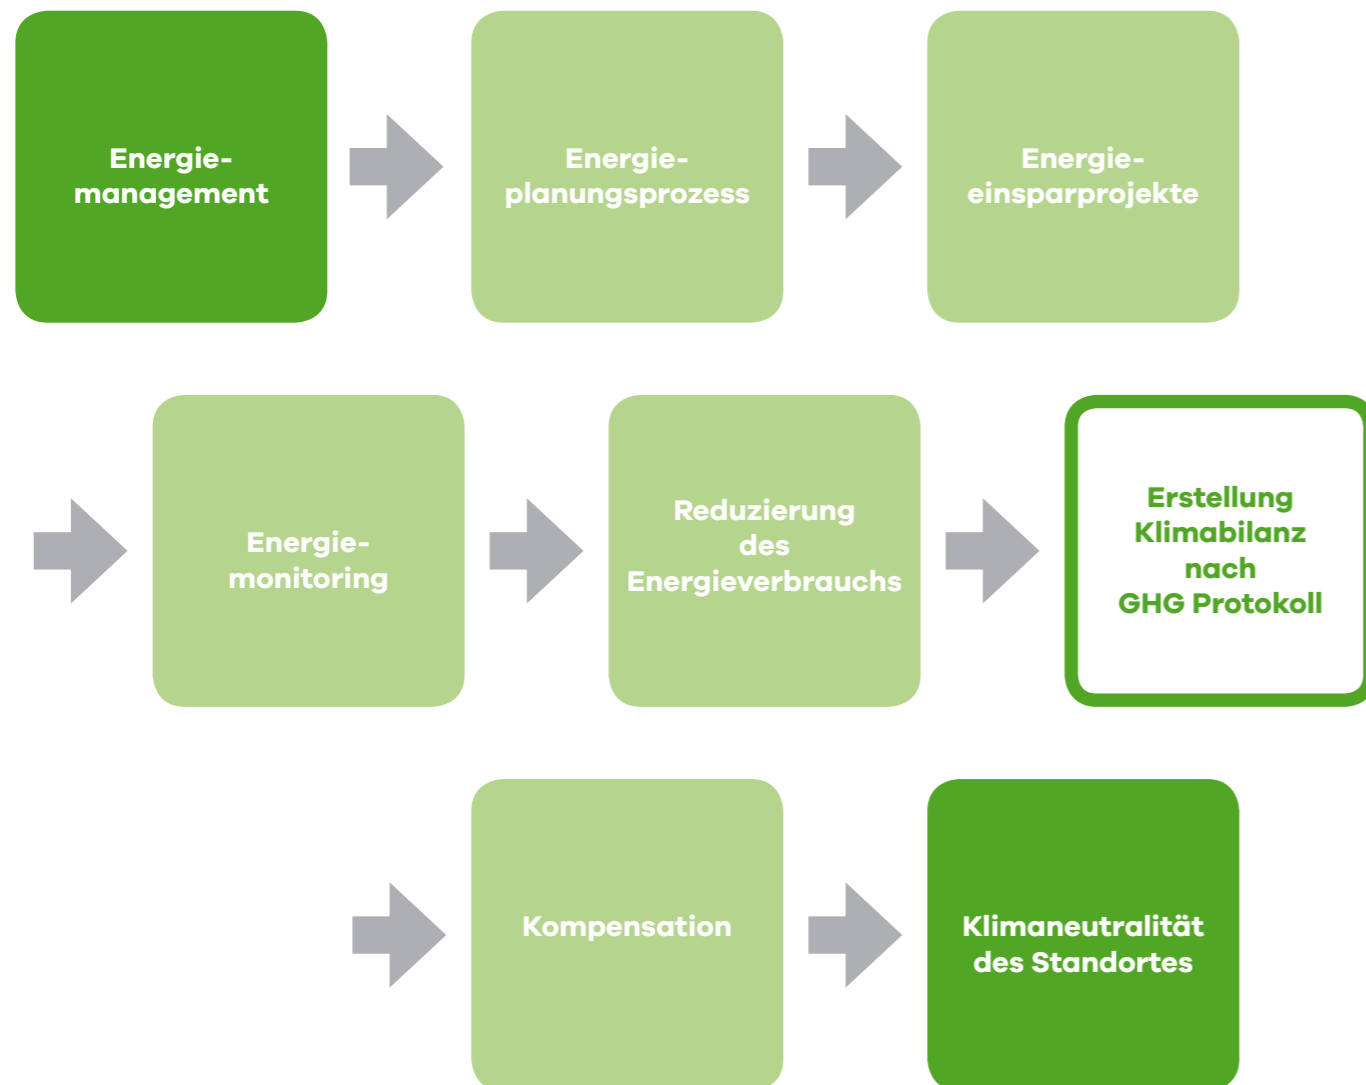 Energie-
management
Energie-
planungsprozess
Energie-
einsparprojekte
Energie-
monitoring
Reduzierung
des
Energieverbrauchs
Erstellung
Klimabilanz
nach
GHG Protokoll
Kompensation
Klimaneutralität
des Standortes